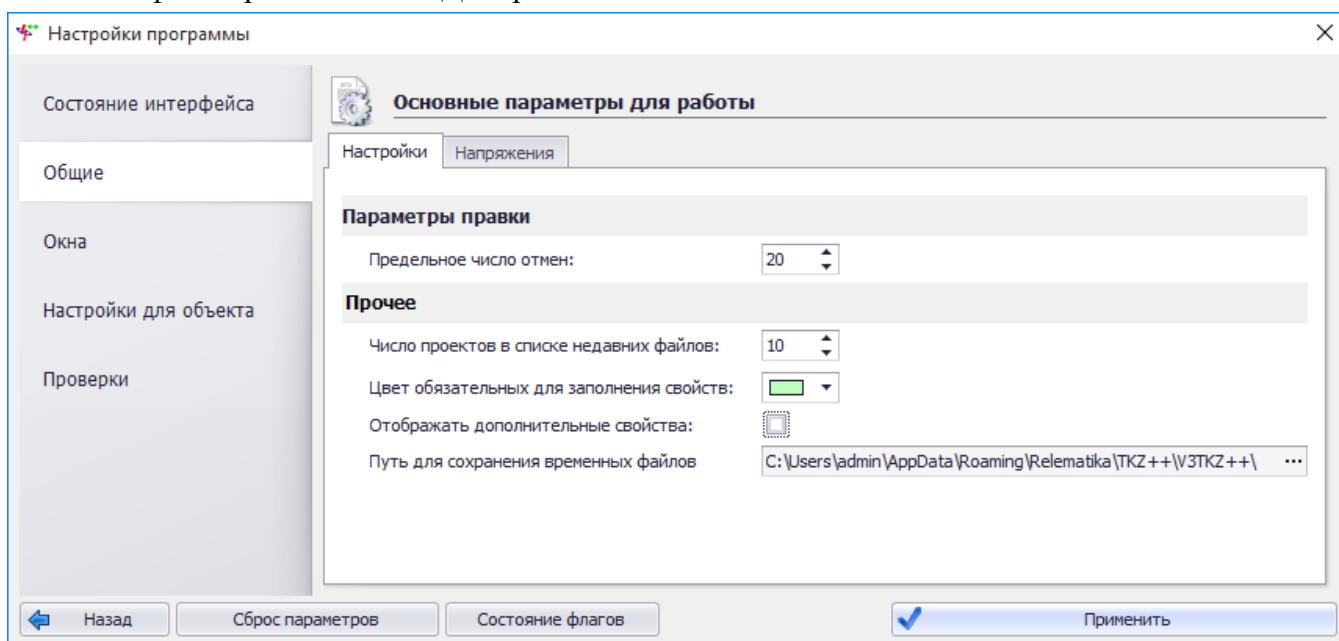 Настройки программы
Состояние интерфейса
Общие
Окна
Настройки для объекта
Проверки
Основные параметры для работы
Настройки Напряжения
Параметры правки
Предельное число отмен: 20
Прочее
Число проектов в списке недавних файлов: 10
Цвет обязательных для заполнения свойств:
Отображать дополнительные свойства:
Путь для сохранения временных файлов C:\Users\admin\AppData\Roaming\Relematika\TKZ++\V3TKZ++\ ...
Назад Сброс параметров Состояние флагов Применить